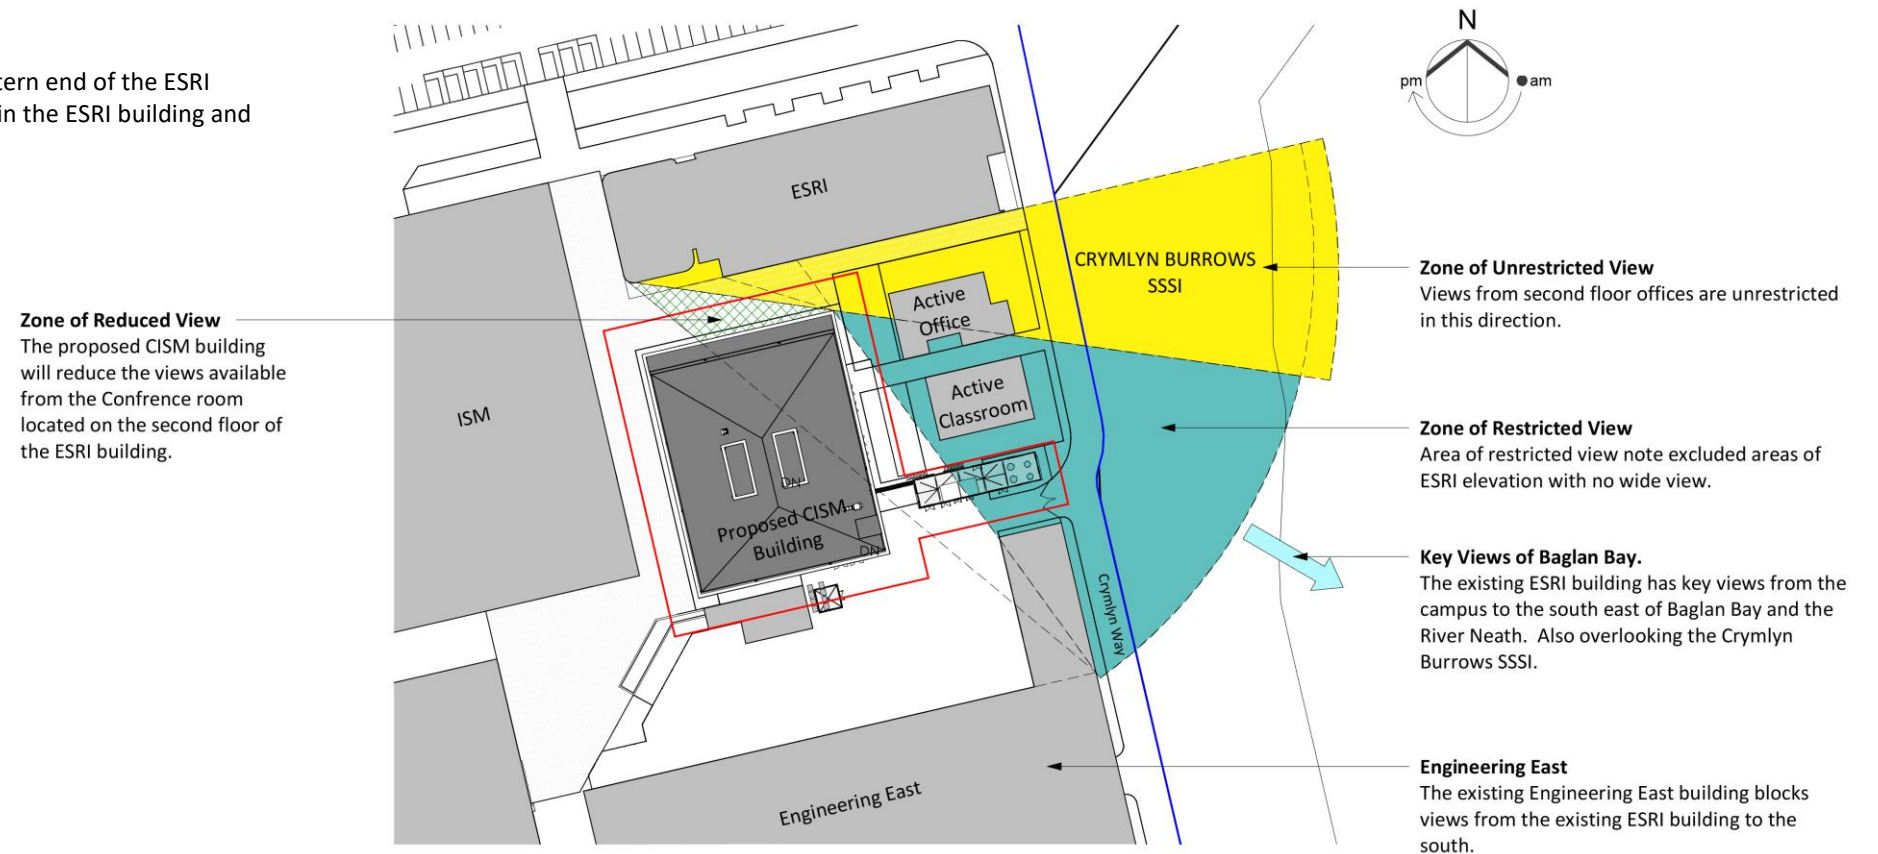 tern end of the ESRI
in the ESRI building and
N
pm
am
ESRI
CRYMLYN BURROWS
SSSI
Zone of Unrestricted View
Views from second floor offices are unrestricted
in this direction.
Zone of Reduced View
The proposed CISM building
will reduce the views available
from the Confrence room
located on the second floor of
the ESRI building.
Active
Office
ISM
Active
Classroom
Zone of Restricted View
Area of restricted view note excluded areas of
ESRI elevation with no wide view.
DN
Proposed CISM
Building
DN
Key Views of Baglan Bay.
The existing ESRI building has key views from the
campus to the south east of Baglan Bay and the
River Neath. Also overlooking the Crymlyn
Burrows SSSI.
Crymlyn Way
Engineering East
Engineering East
The existing Engineering East building blocks
views from the existing ESRI building to the
south.